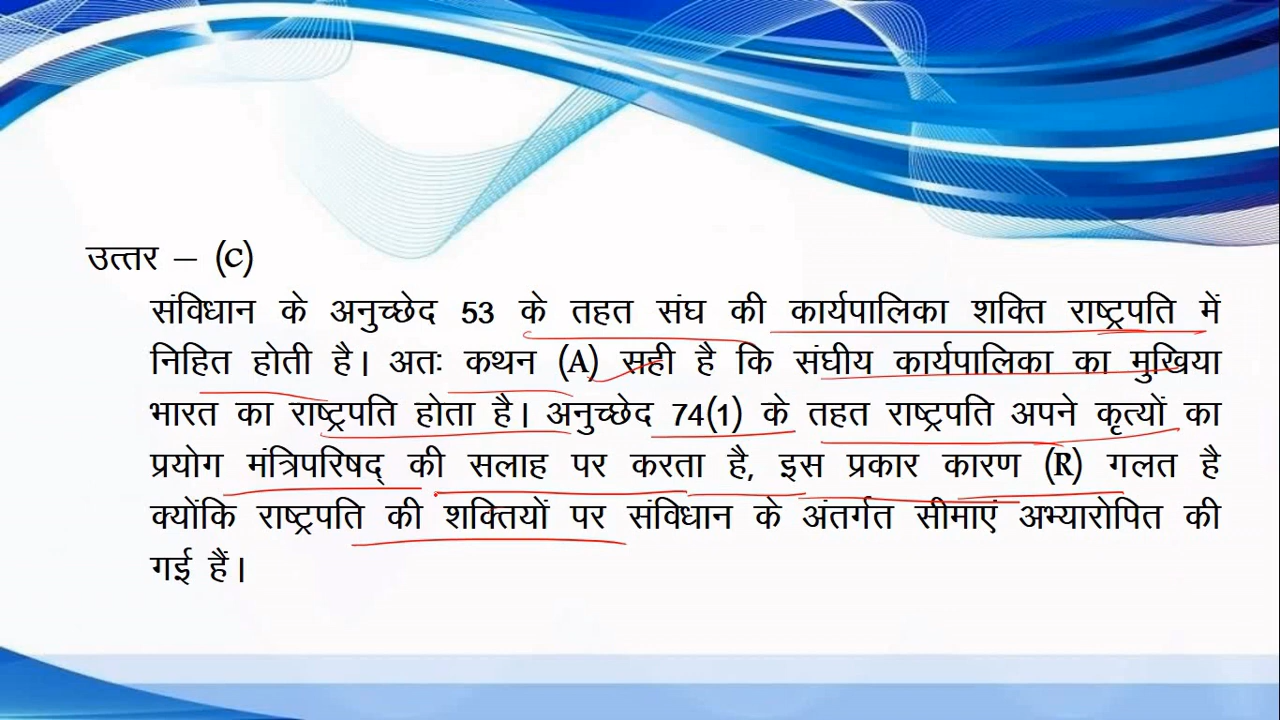 उत्तर – (C)
संविधान के अनुच्छेद 53 के तहत संघ की कार्यपालिका शक्ति राष्ट्रपति में
निहित होती है। अतः कथन (A) सही है कि संघीय कार्यपालिका का मुखिया
भारत का राष्ट्रपति होता है। अनुच्छेद 74(1) के तहत राष्ट्रपति अपने कृत्यों का
प्रयोग मंत्रिपरिषद् की सलाह पर करता है, इस प्रकार कारण (R) गलत है
क्योंकि राष्ट्रपति की शक्तियों पर संविधान के अंतर्गत सीमाएं अभ्यारोपित की
गई हैं।